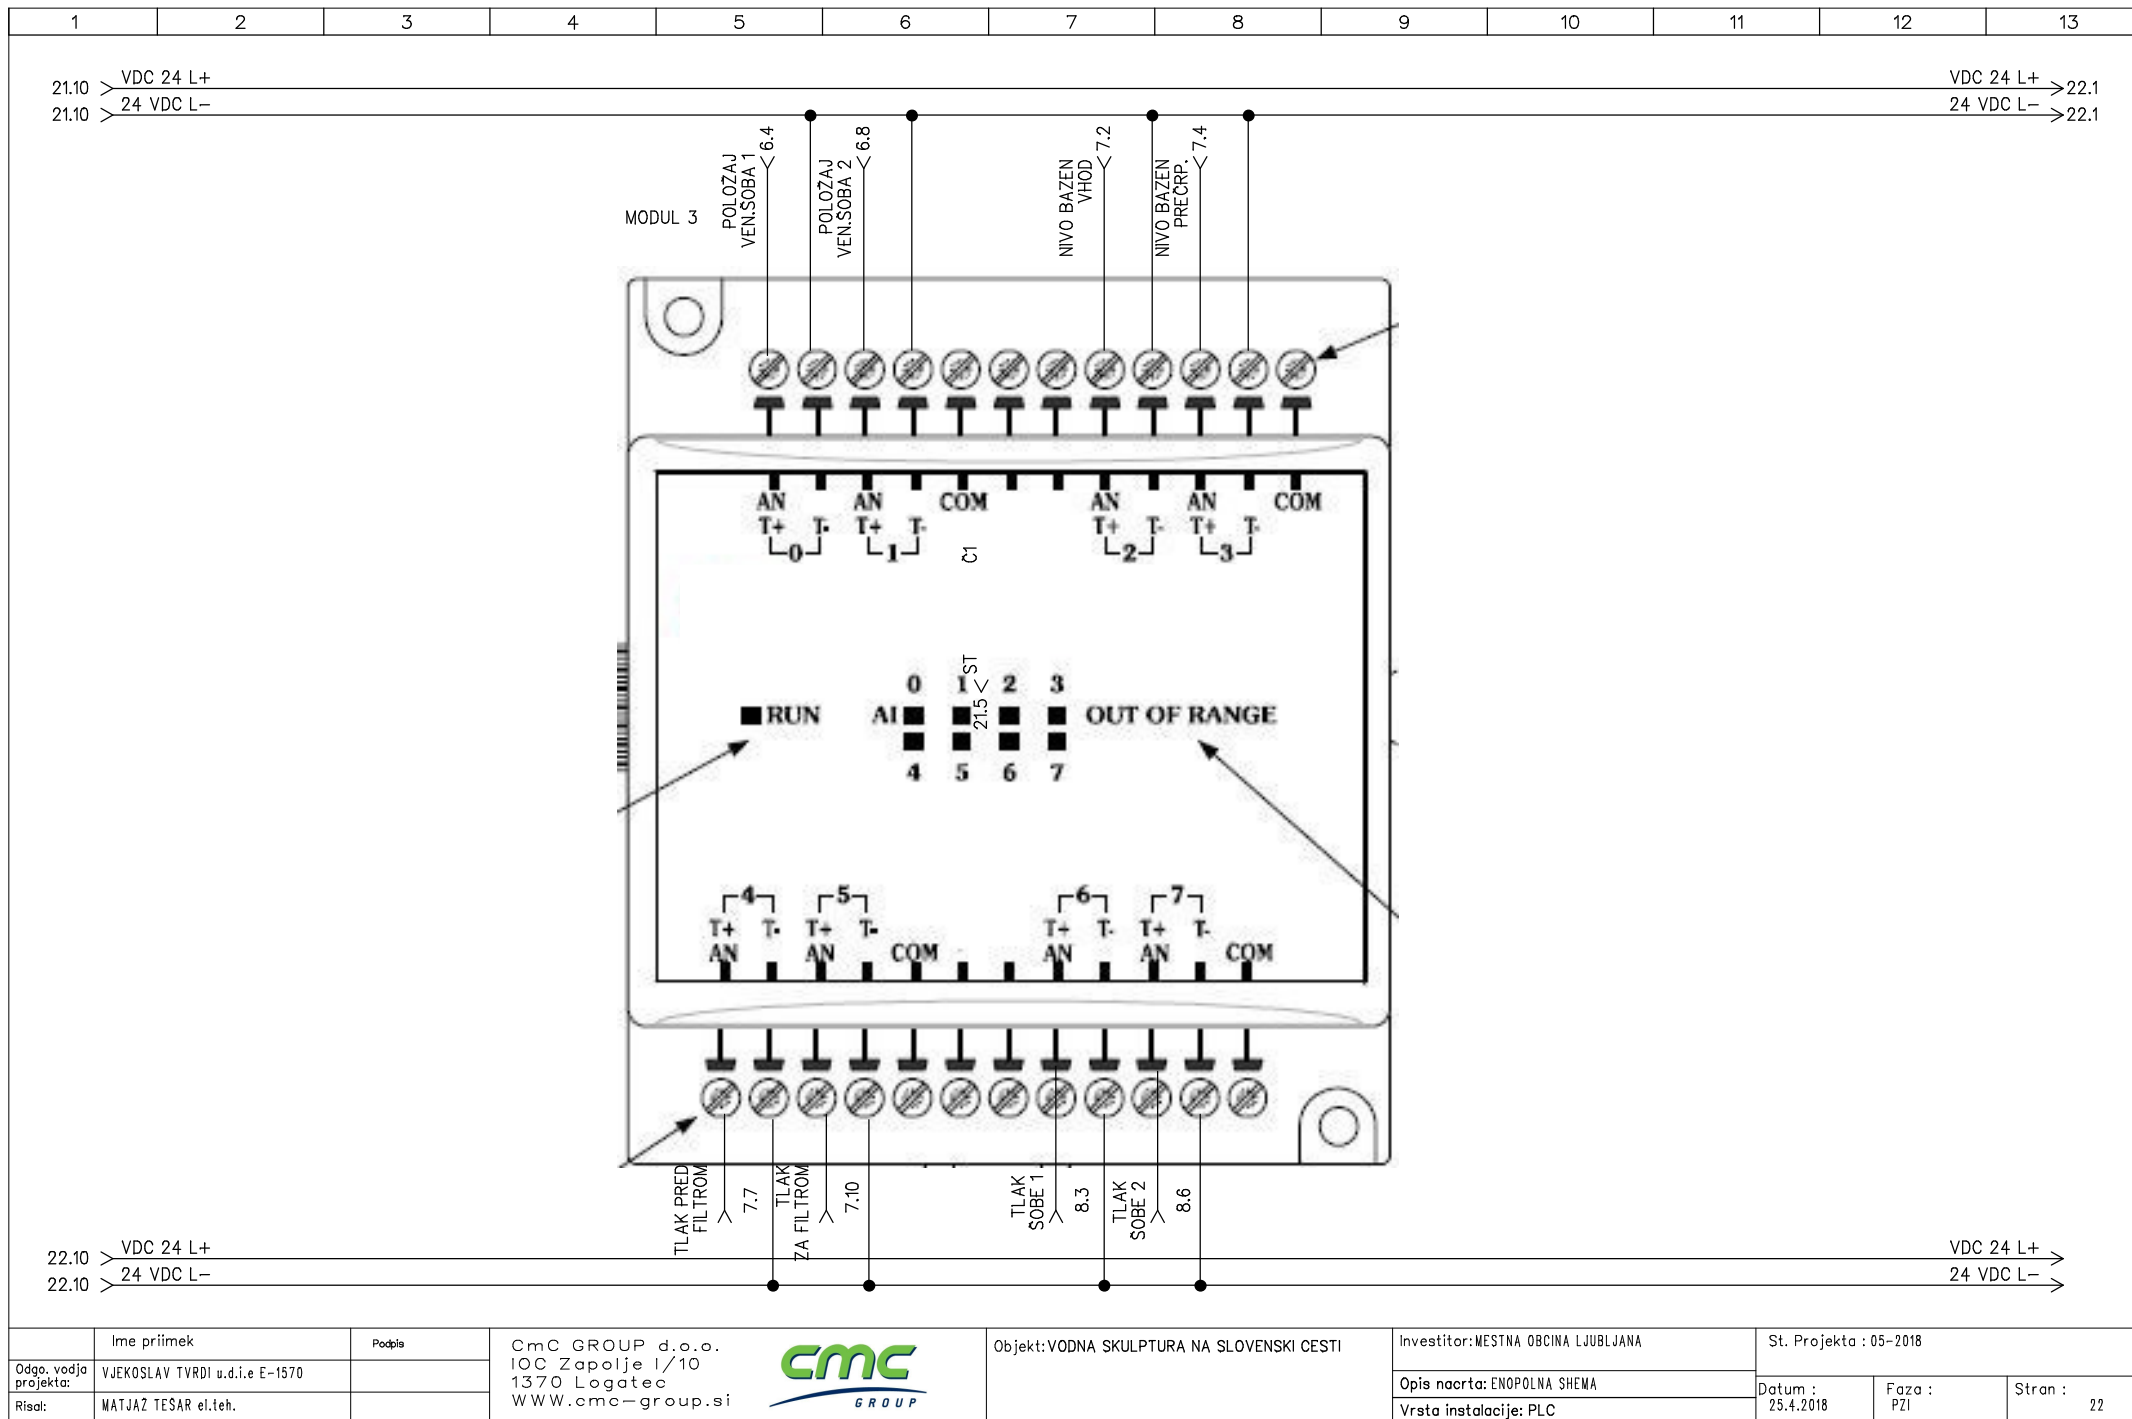 1 2 3 4 5 6 7 8 9 10 11 12 13
21.10 VDC 24 L+ VDC 24 L+ 22.1
21.10 24 VDC L- 24 VDC L- 22.1
POLOŽAJ
VEN.ŠOBA 1
6.4
POLOŽAJ
VEN.ŠOBA 2
6.8
NIVO BAZEN
VHOD
7.2
NIVO BAZEN
PREČRP.
7.4
MODUL 3
AN AN COM AN AN COM
T+ T- T+ T- T+ T- T+ T-
0 1 2 3
Č1
ST
21.5
0 1 2 3
RUN AI OUT OF RANGE
4 5 6 7
4 5 6 7
T+ T- T+ T- T+ T- T+ T-
AN AN COM AN AN COM
TLAK PRED
FILTROM
7.7
TLAK
ZA FILTROM
7.10
TLAK
ŠOBE 1
8.3
TLAK
ŠOBE 2
8.6
22.10 VDC 24 L+ VDC 24 L+
22.10 24 VDC L- 24 VDC L-
Ime priimek Podpis
Odgo. vodja
projekta:
VJEKOSLAV TVRDI u.d.i.e E-1570
Risal: MATJAŽ TEŠAR el.teh.
CmC GROUP d.o.o.
IOC Zapolje I/10
1370 Logatec
WWW.cmc-group.si
cmc
GROUP
Objekt: VODNA SKULPTURA NA SLOVENSKI CESTI
Investitor: MESTNA OBCINA LJUBLJANA
Opis nacrta: ENOPOLNA SHEMA
Vrsta instalacije: PLC
St. Projekta : 05-2018
Datum :
25.4.2018
Faza :
PZI
Stran :
22